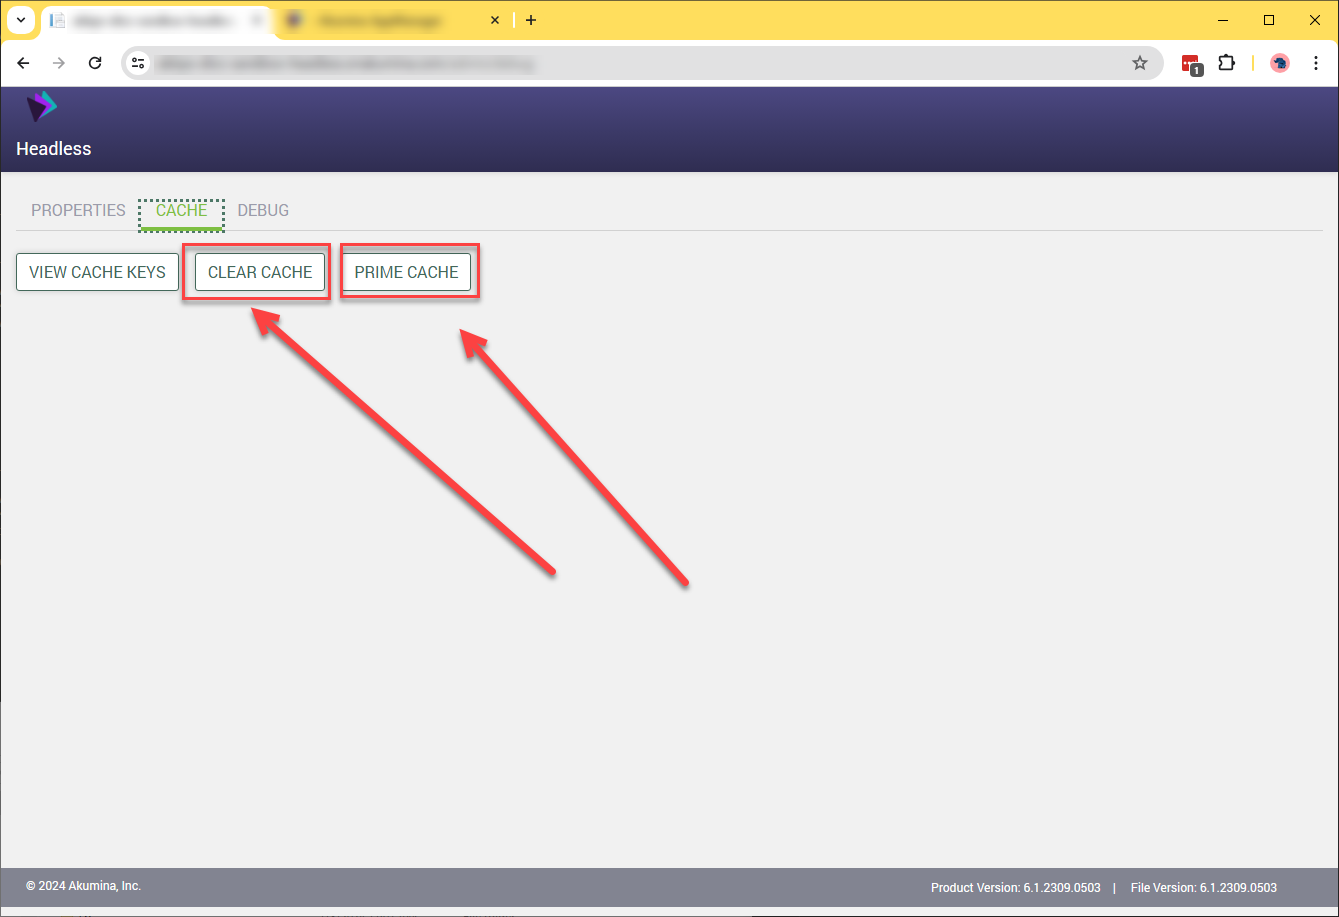 1
Headless
PROPERTIES CACHE DEBUG
VIEW CACHE KEYS CLEAR CACHE PRIME CACHE
© 2024 Akumina, Inc.
Product Version: 6.1.2309.0503 | File Version: 6.1.2309.0503